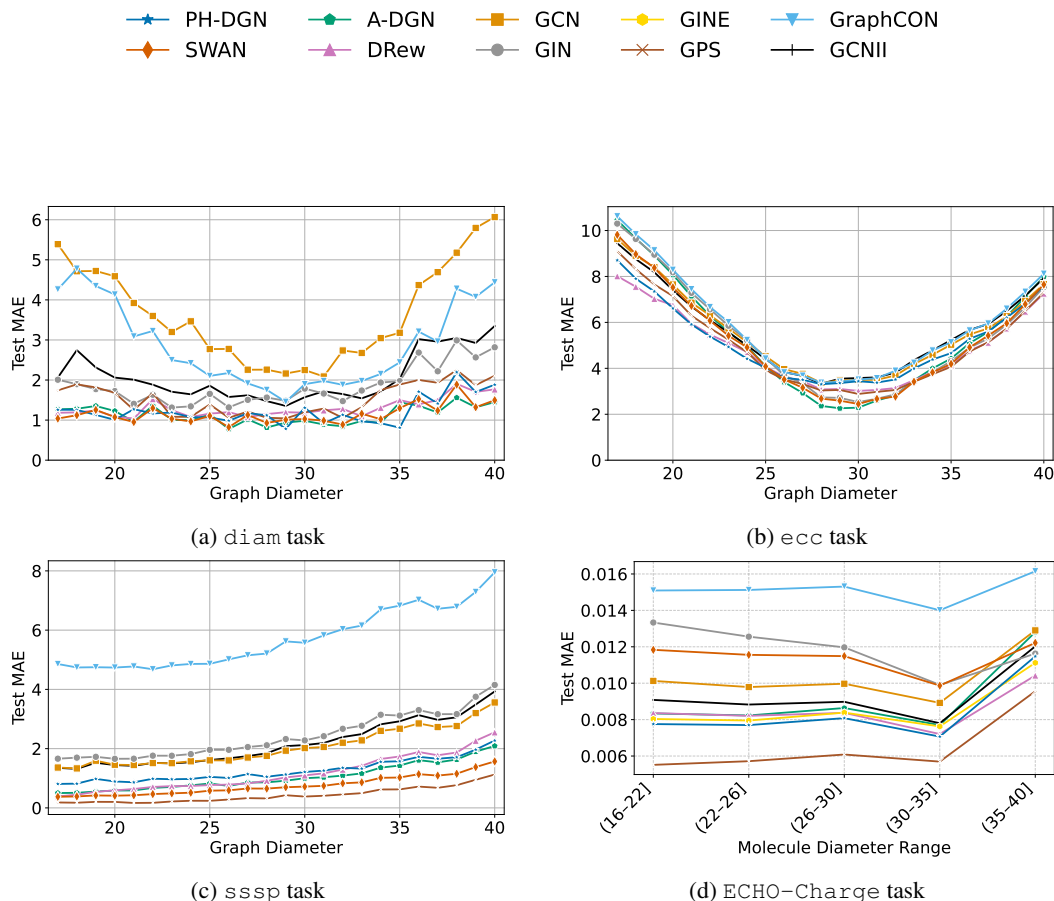 PH-DGN A-DGN GCN GINE GraphCON
SWAN DRew GIN GPS GCNII
6
5
4
3
2
1
0
Test MAE
20 25 30 35 40
Graph Diameter
(a) diam task
10
8
6
4
2
0
Test MAE
20 25 30 35 40
Graph Diameter
(b) ecc task
8
6
4
2
0
Test MAE
20 25 30 35 40
Graph Diameter
(c) sssp task
0.016
0.014
0.012
0.010
0.008
0.006
Test MAE
(16–22] (22–26] (26–30] (30–35] (35–40]
Molecule Diameter Range
(d) ECHO-Charge task